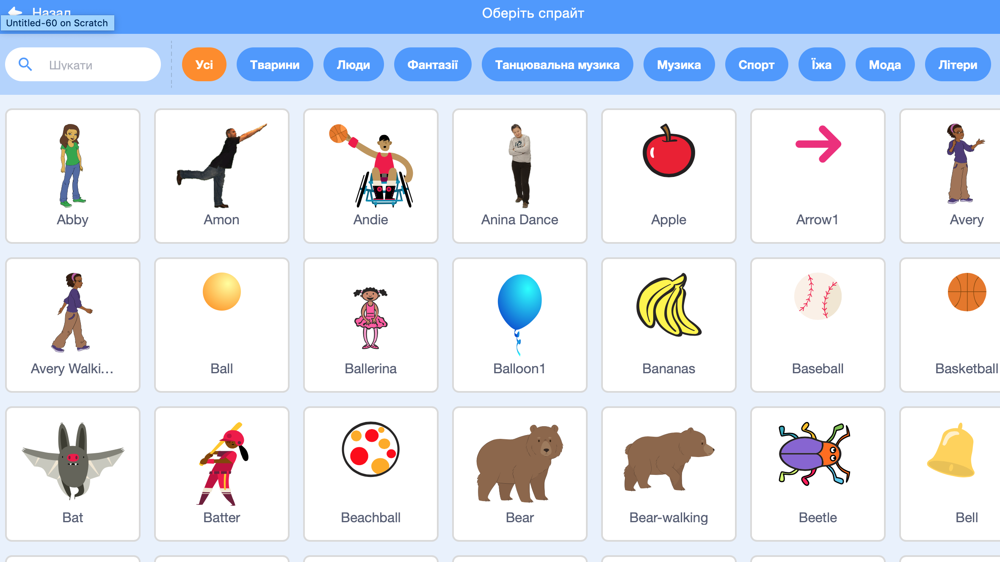 Назад
Оберіть спрайт
Untitled-60 on Scratch
Шукати
Усі
Тварини
Люди
Фантазії
Танцювальна музика
Музика
Спорт
Їжа
Мода
Літери
Abby
Amon
Andie
Anina Dance
Apple
Arrow1
Avery
Avery Walki...
Ball
Ballerina
Balloon1
Bananas
Baseball
Basketball
Bat
Batter
Beachball
Bear
Bear-walking
Beetle
Bell